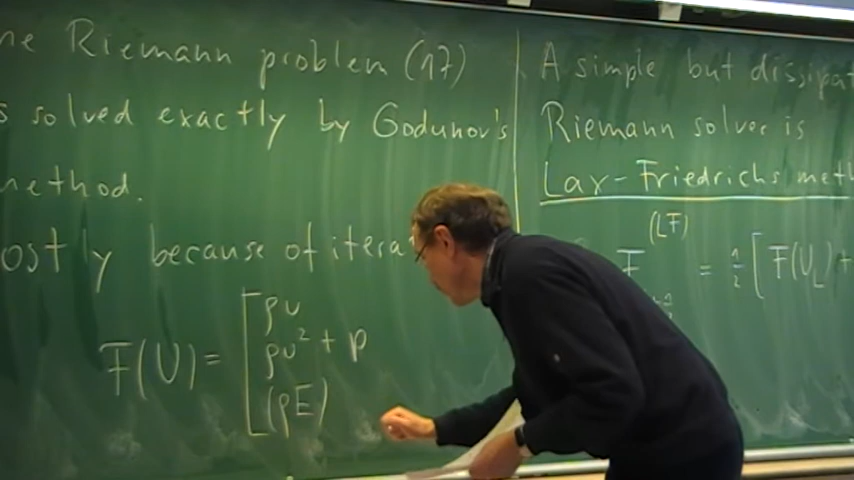 ne Riemann problem (17)
s solved exactly by Godunov's
method.
ostly because of itera
F(U) = [ ρu
ρu² + p
(ρE)
A simple but dissipat
Riemann solver is
Lax-Friedrichs meth
(LF)
F = 1/2 [ F(U_L) +